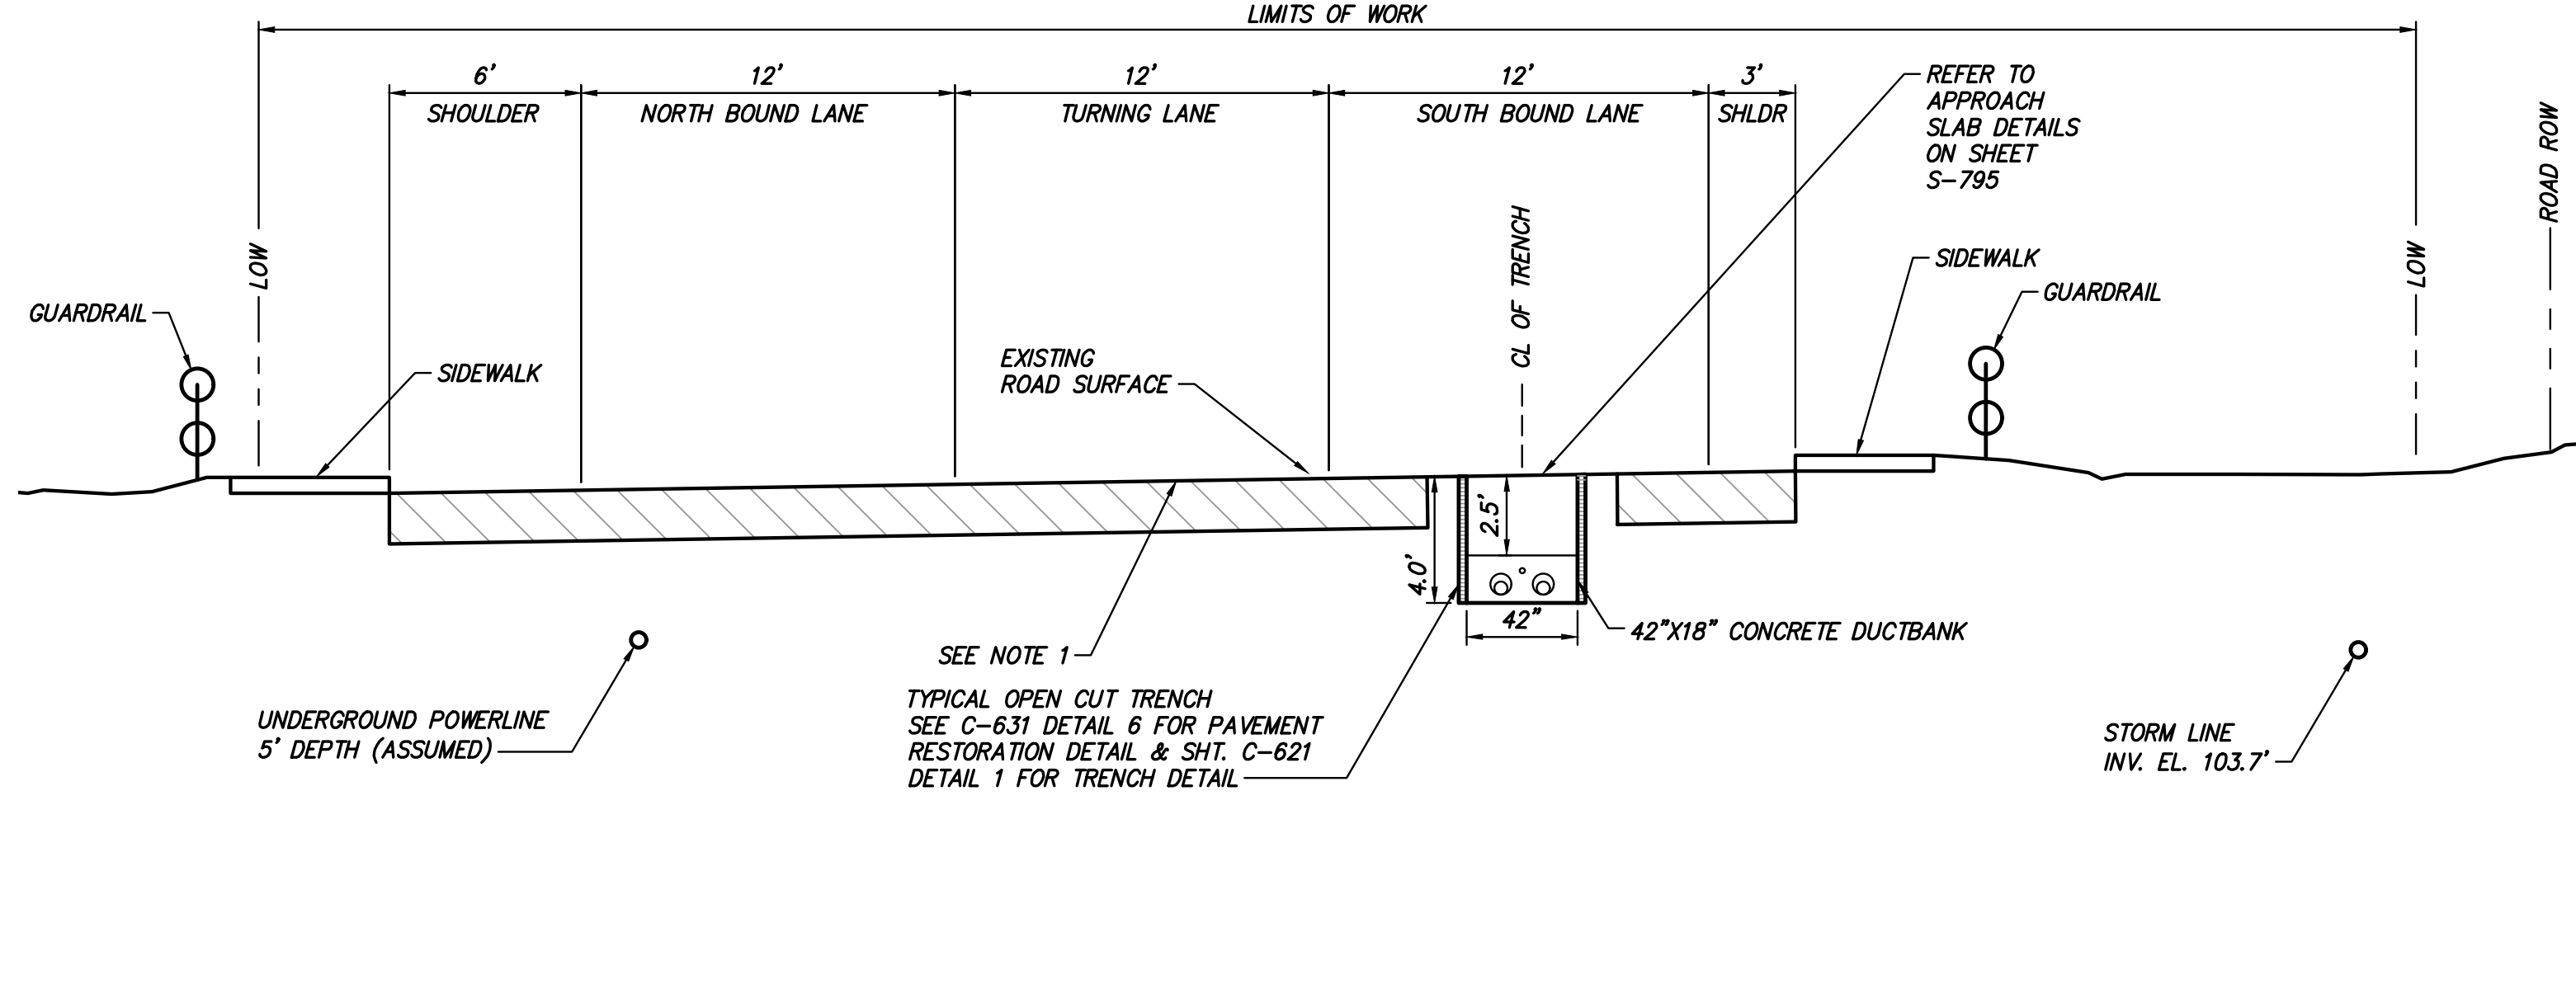 LIMITS OF WORK
6'
12'
12'
12'
3'
SHOULDER
NORTH BOUND LANE
TURNING LANE
SOUTH BOUND LANE
SHLDR
REFER TO
APPROACH
SLAB DETAILS
ON SHEET
S-795
ROAD ROW
LOW
CL OF TRENCH
LOW
SIDEWALK
GUARDRAIL
GUARDRAIL
SIDEWALK
EXISTING
ROAD SURFACE
2.5'
4.0'
42"
42"X18" CONCRETE DUCTBANK
SEE NOTE 1
TYPICAL OPEN CUT TRENCH
SEE C-631 DETAIL 6 FOR PAVEMENT
RESTORATION DETAIL & SHT. C-621
DETAIL 1 FOR TRENCH DETAIL
UNDERGROUND POWERLINE
5' DEPTH (ASSUMED)
STORM LINE
INV. EL. 103.7'